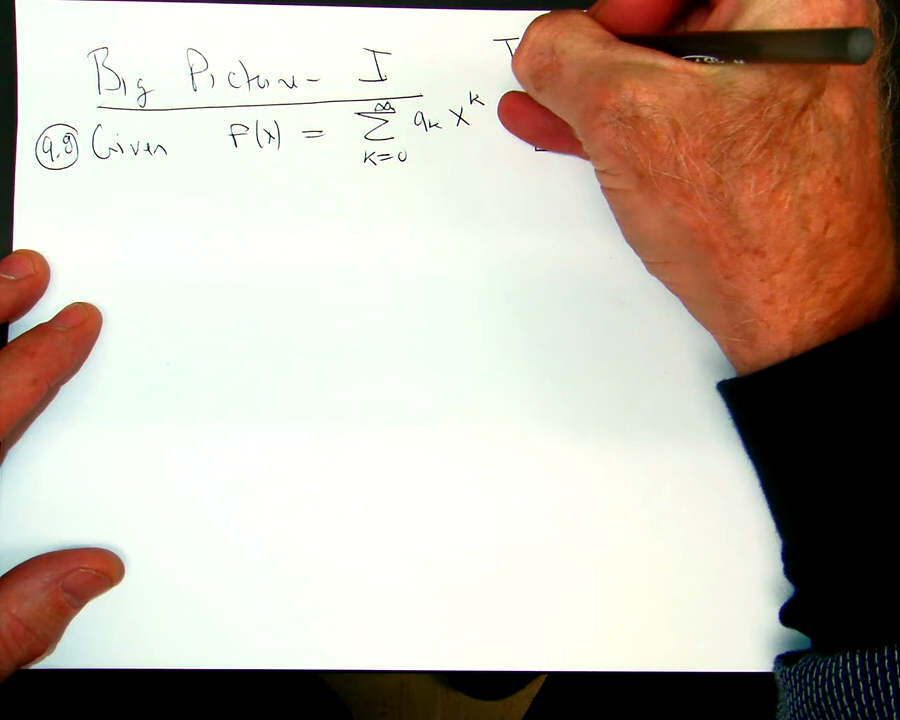 Big Picture - I
9.9 Given F(x) = ∞ ∑ k=0 a_k x^k